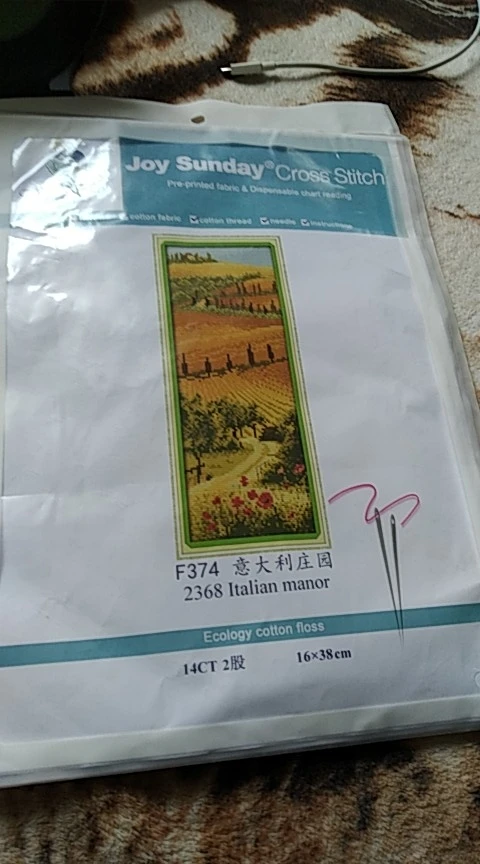 Joy Sunday® Cross Stitch
Pre-printed fabric & Dispensable chart reading
cotton fabric ☑cotton thread ☑needle ☑instructions
F374 意大利庄园
2368 Italian manor
Ecology cotton floss
14CT 2股 16×38cm